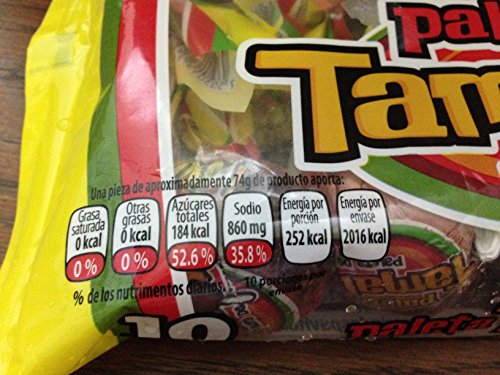 pal
Tam
Una pieza de aproximadamente 74g de producto aporta:
Grasa saturada 0 kcal 0 %
Otras grasas 0 kcal 0 %
Azúcares totales 184 kcal 52.6 %
Sodio 860 mg 35.8 %
Energía por porción 252 kcal
Energía por envase 2016 kcal
% de los nutrimentos diarios
10 porciones por
envase
10
paleta